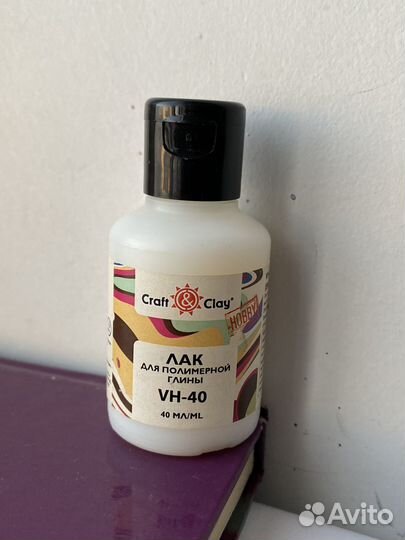 Craft & Clay®
HOBBY
ЛАК
ДЛЯ ПОЛИМЕРНОЙ
ГЛИНЫ
VH-40
40 МЛ/ML
Avito